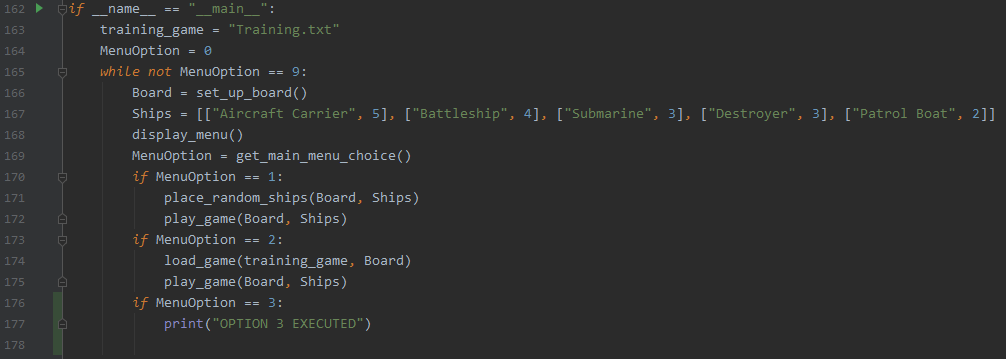 162 if __name__ == "__main__":
163     training_game = "Training.txt"
164     MenuOption = 0
165     while not MenuOption == 9:
166         Board = set_up_board()
167         Ships = [["Aircraft Carrier", 5], ["Battleship", 4], ["Submarine", 3], ["Destroyer", 3], ["Patrol Boat", 2]]
168         display_menu()
169         MenuOption = get_main_menu_choice()
170         if MenuOption == 1:
171             place_random_ships(Board, Ships)
172             play_game(Board, Ships)
173         if MenuOption == 2:
174             load_game(training_game, Board)
175             play_game(Board, Ships)
176         if MenuOption == 3:
177             print("OPTION 3 EXECUTED")
178